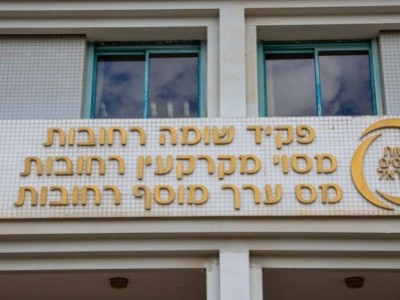 פקיד שומה רחובות
מסוי מקרקעין רחובות
מס ערך מוסף רחובות